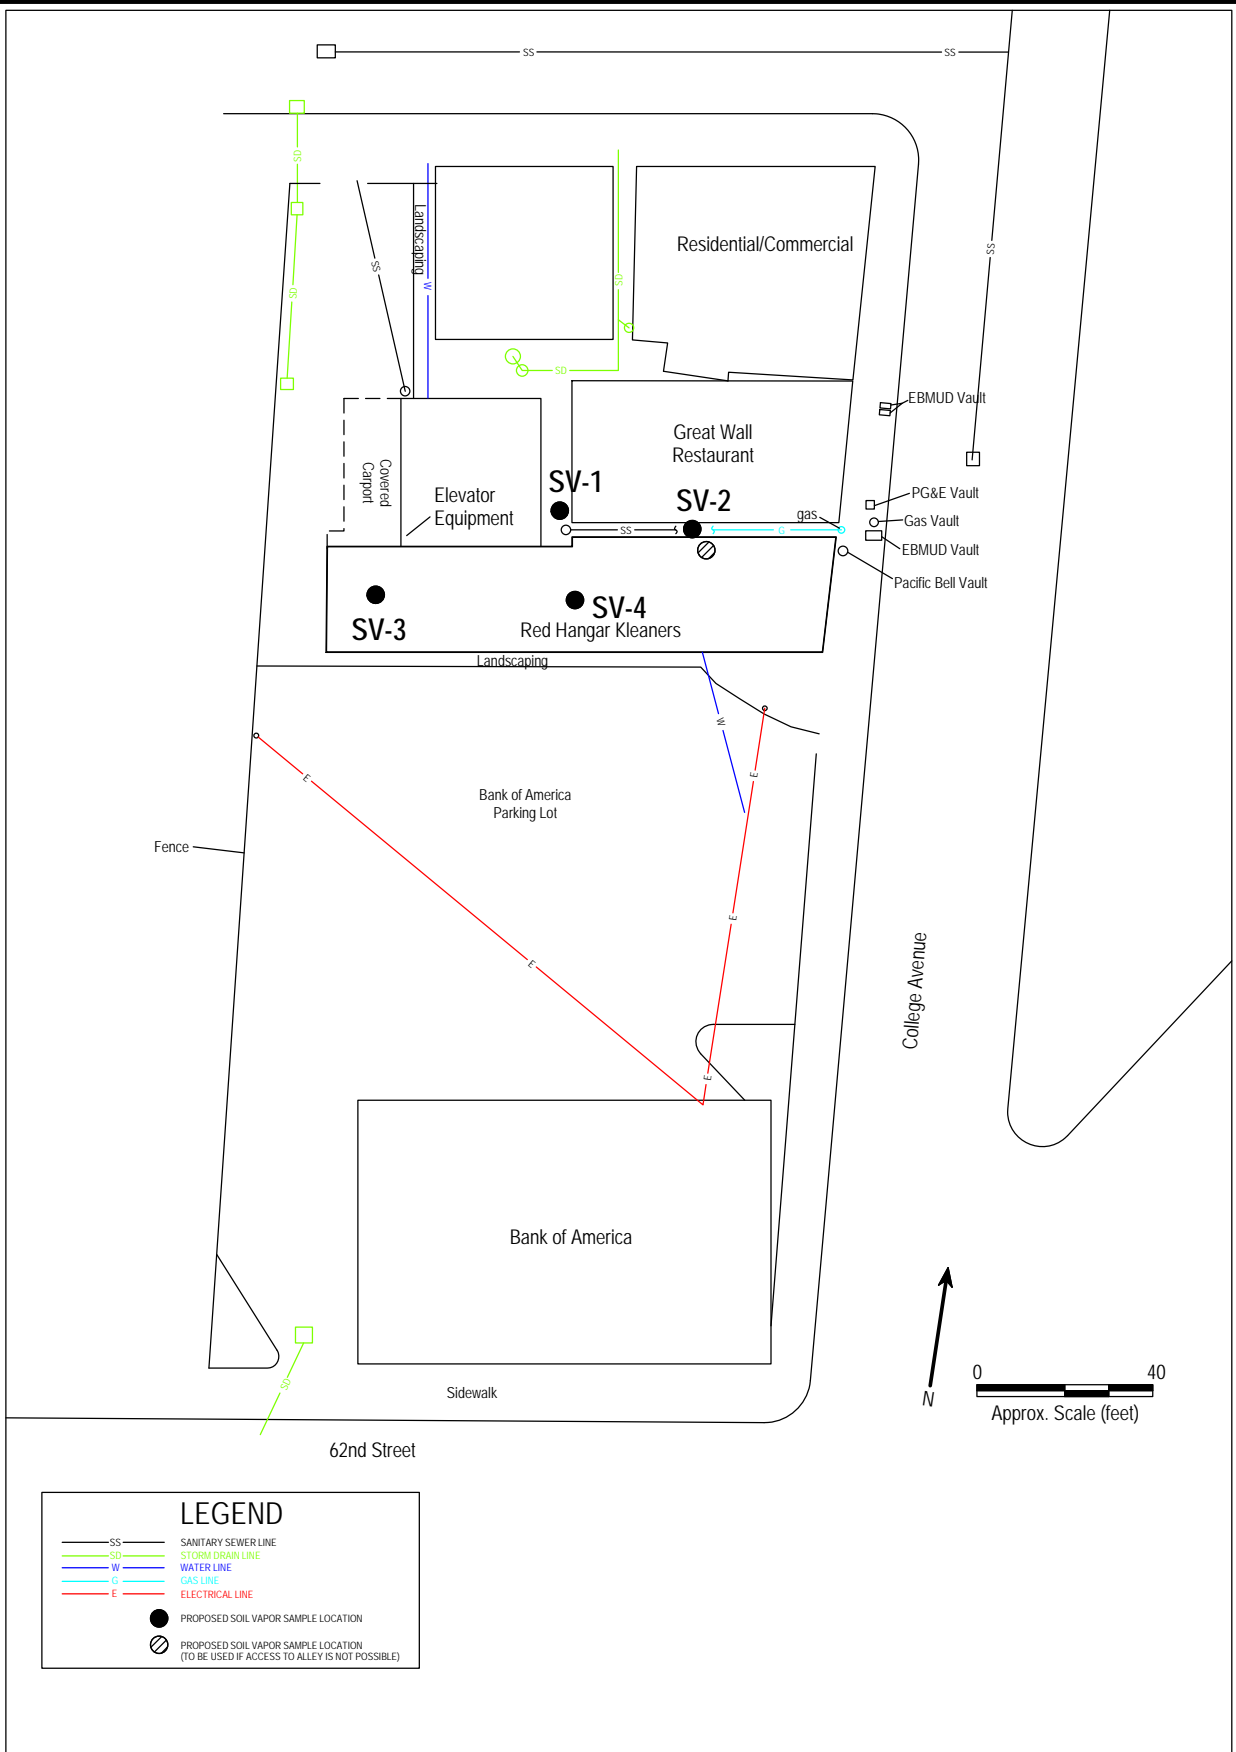 SS
SS
SD
Landscaping
Residential/Commercial
SS
SS
SD
W
SD
SD
EBMUD Vault
Great Wall
Restaurant
Covered
Carport
SV-1
Elevator
Equipment
SV-2
PG&E Vault
gas
Gas Vault
SS
G
EBMUD Vault
Pacific Bell Vault
SV-3
SV-4
Red Hangar Kleaners
Landscaping
W
E
E
Bank of America
Parking Lot
Fence
E
E
College Avenue
E
Bank of America
SD
Sidewalk
N
0
40
Approx. Scale (feet)
62nd Street
LEGEND
SS SANITARY SEWER LINE
SD STORM DRAIN LINE
W WATER LINE
G GAS LINE
E ELECTRICAL LINE
PROPOSED SOIL VAPOR SAMPLE LOCATION
PROPOSED SOIL VAPOR SAMPLE LOCATION
(TO BE USED IF ACCESS TO ALLEY IS NOT POSSIBLE)